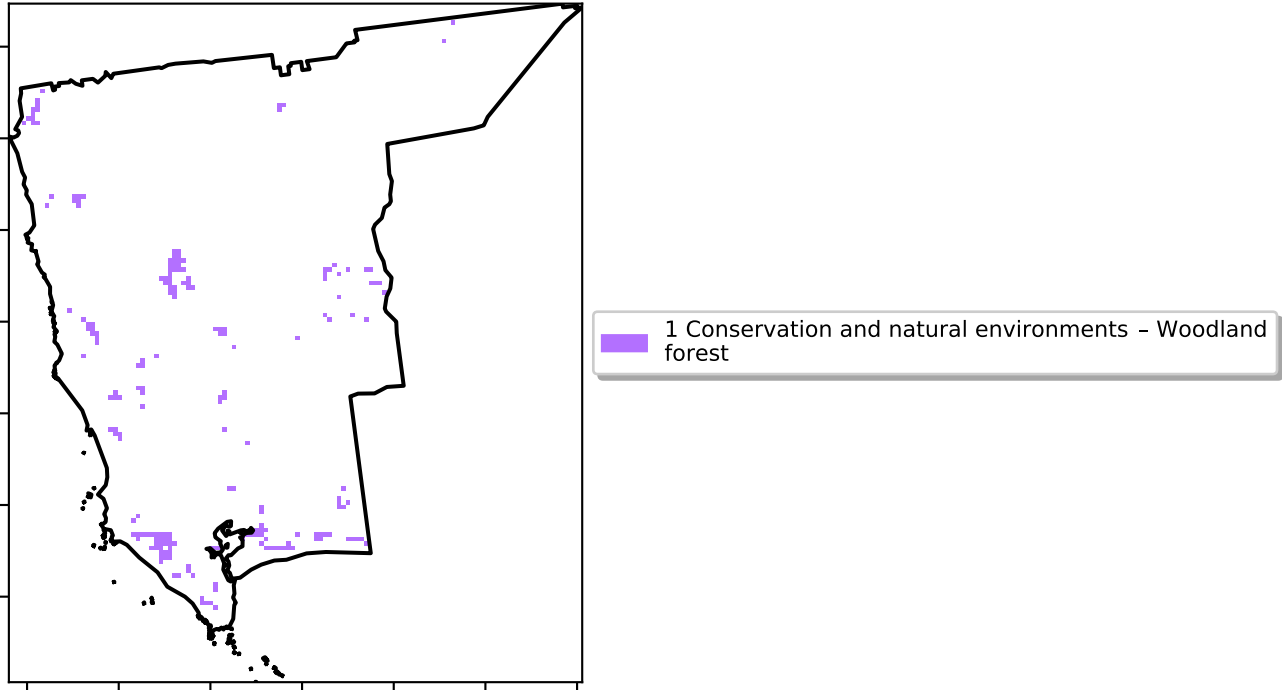 1 Conservation and natural environments – Woodland
forest